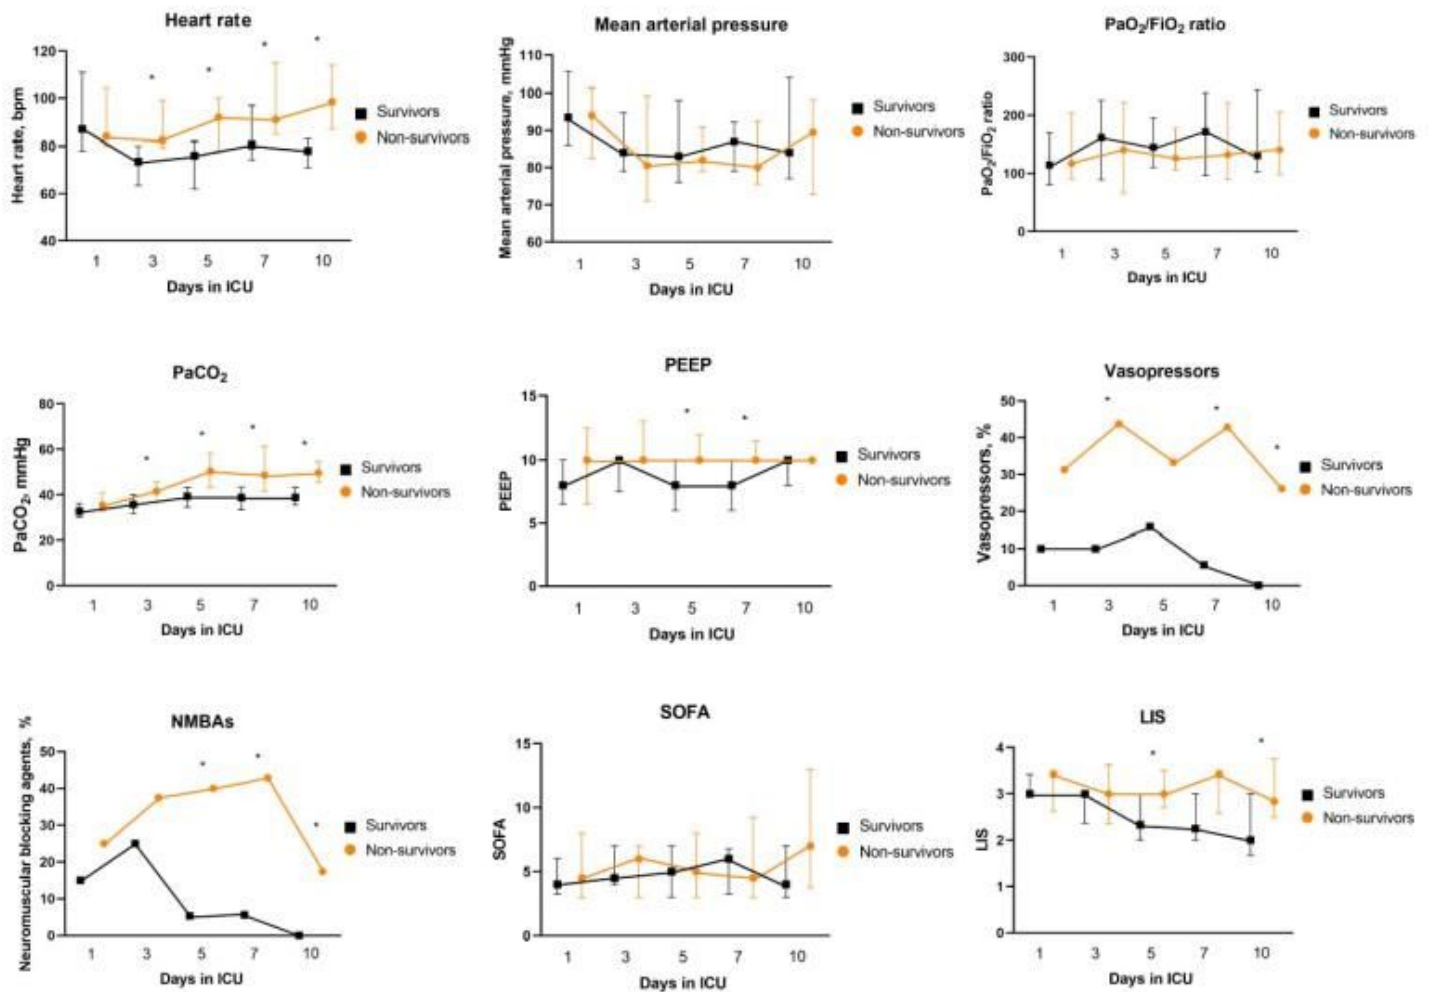 Heart rate
Heart rate, bpm
120
100
80
60
40
* * * *
Survivors
Non-survivors
1 3 5 7 10
Days in ICU
Mean arterial pressure
Mean arterial pressure, mmHg
110
100
90
80
70
60
Survivors
Non-survivors
1 3 5 7 10
Days in ICU
PaO₂/FiO₂ ratio
PaO₂/FiO₂ ratio
300
200
100
0
Survivors
Non-survivors
1 3 5 7 10
Days in ICU
PaCO₂
PaCO₂, mmHg
80
60
40
20
0
* * * *
Survivors
Non-survivors
1 3 5 7 10
Days in ICU
PEEP
PEEP
15
10
5
0
* *
Survivors
Non-survivors
1 3 5 7 10
Days in ICU
Vasopressors
Vasopressors, %
50
40
30
20
10
0
* * *
Survivors
Non-survivors
1 3 5 7 10
Days in ICU
NMBAs
Neuromuscular blocking agents, %
50
40
30
20
10
0
* * *
Survivors
Non-survivors
1 3 5 7 10
Days in ICU
SOFA
SOFA
15
10
5
0
Survivors
Non-survivors
1 3 5 7 10
Days in ICU
LIS
LIS
4
3
2
1
0
* *
Survivors
Non-survivors
1 3 5 7 10
Days in ICU